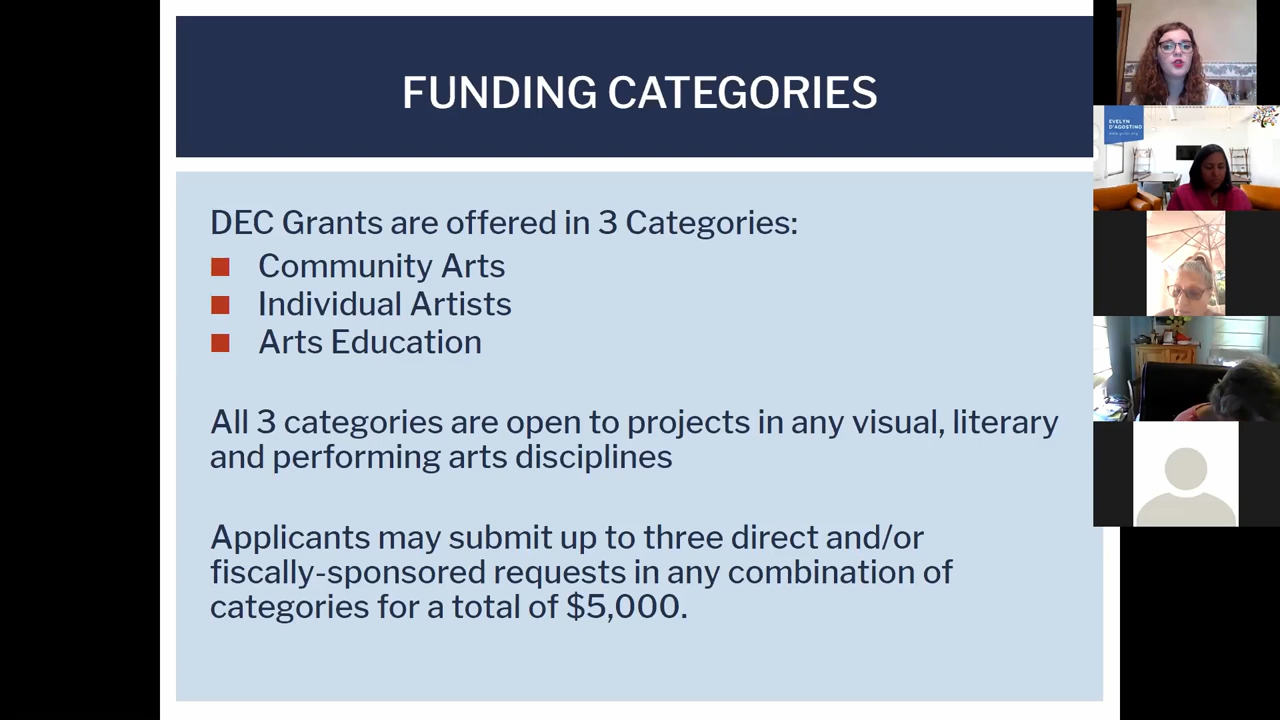 FUNDING CATEGORIES
DEC Grants are offered in 3 Categories:
Community Arts
Individual Artists
Arts Education
All 3 categories are open to projects in any visual, literary
and performing arts disciplines
Applicants may submit up to three direct and/or
fiscally-sponsored requests in any combination of
categories for a total of $5,000.
EVELYN
D'AGOSTINO